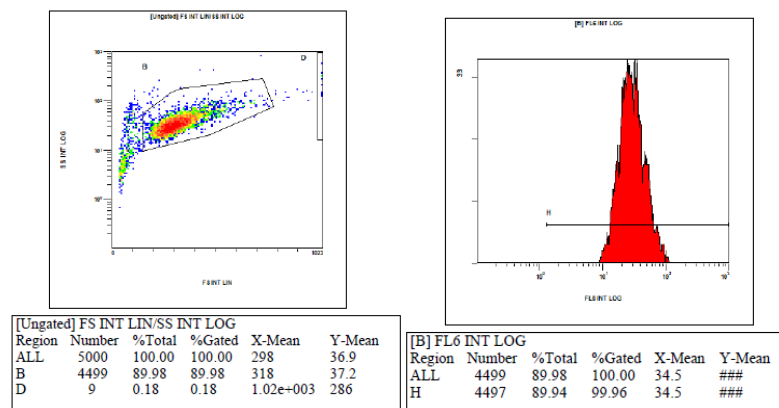 [Ungated] FS INT LIN/SS INT LOG
B
D
SS INT LOG
0
1023
FS INT LIN
[B] FL6 INT LOG
H
FL6 INT LOG
[Ungated] FS INT LIN/SS INT LOG
Region Number %Total %Gated X-Mean Y-Mean
ALL 5000 100.00 100.00 298 36.9
B 4499 89.98 89.98 318 37.2
D 9 0.18 0.18 1.02e+003 286
[B] FL6 INT LOG
Region Number %Total %Gated X-Mean Y-Mean
ALL 4499 89.98 100.00 34.5 ###
H 4497 89.94 99.96 34.5 ###